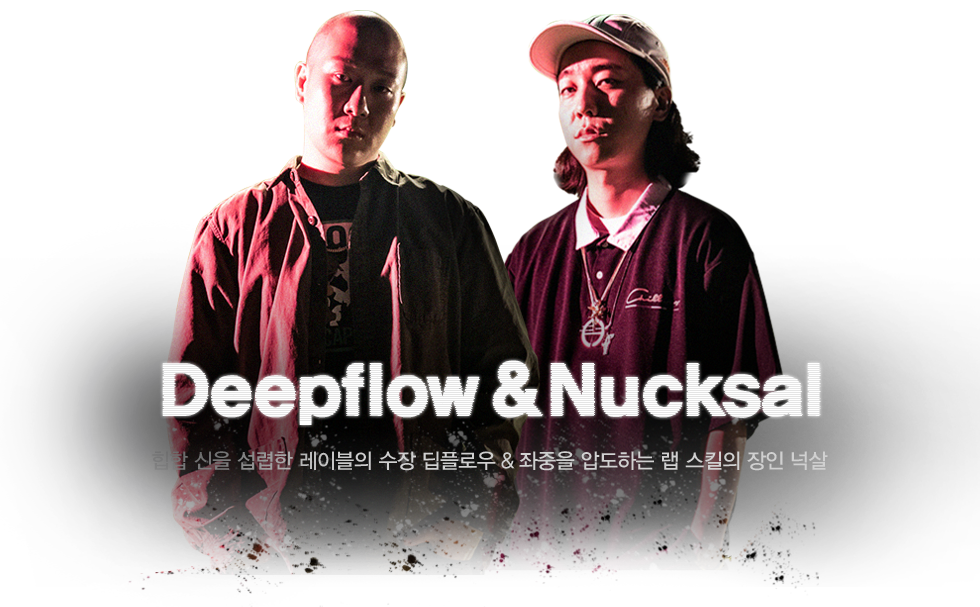 Deepflow & Nucksal
힙합 신을 섭렵한 레이블의 수장 딥플로우 & 좌중을 압도하는 랩 스킬의 장인 넋살